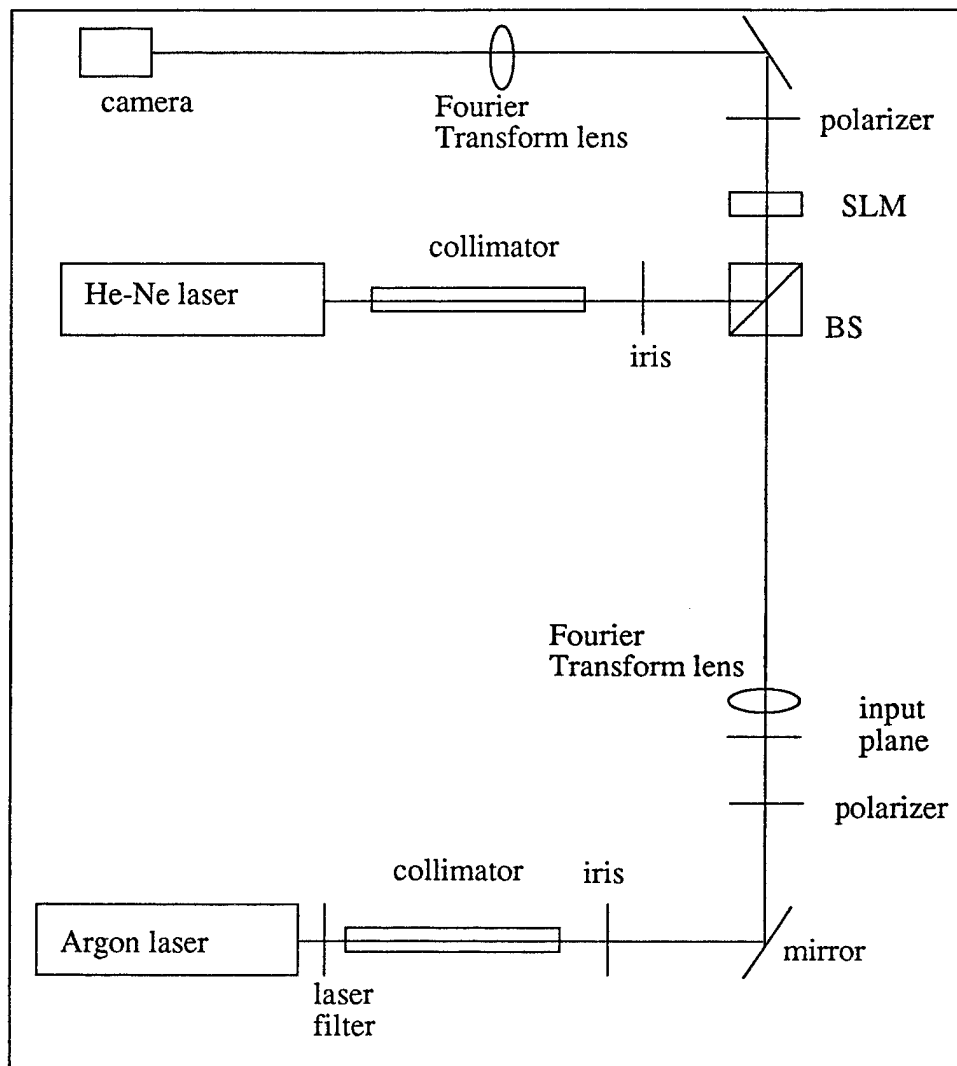 camera
Fourier
Transform lens
polarizer
SLM
collimator
He-Ne laser
BS
iris
Fourier
Transform lens
input
plane
polarizer
collimator
iris
Argon laser
mirror
laser
filter